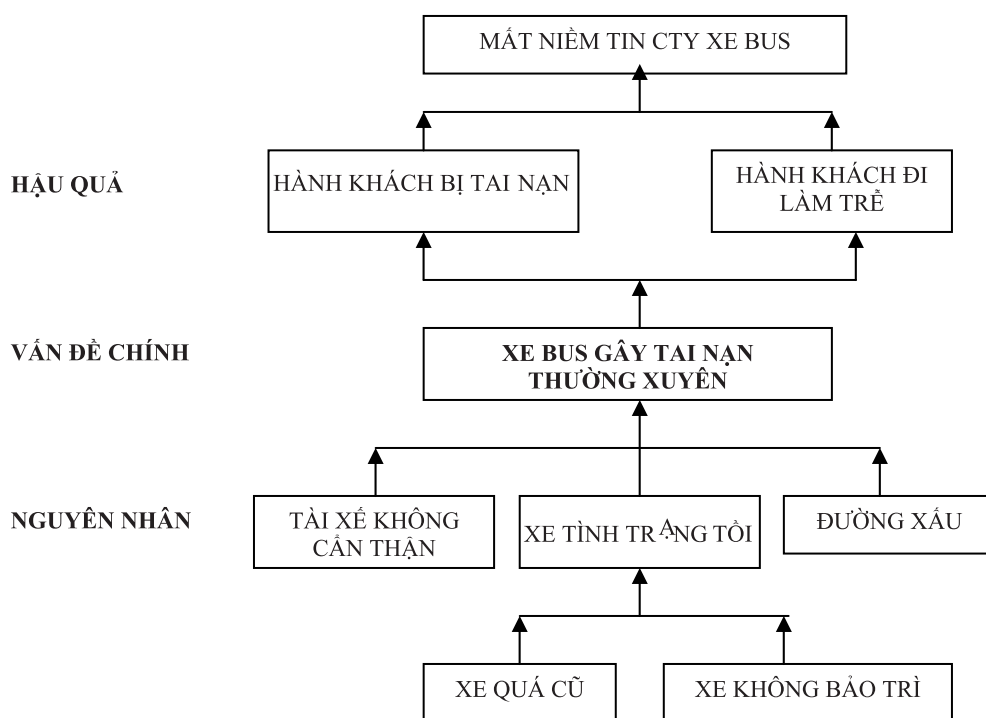 MẤT NIỀM TIN CTY XE BUS
HẬU QUẢ
HÀNH KHÁCH BỊ TAI NẠN
HÀNH KHÁCH ĐI
LÀM TRỄ
VẤN ĐỀ CHÍNH
XE BUS GÂY TAI NẠN
THƯỜNG XUYÊN
NGUYÊN NHÂN
TÀI XẾ KHÔNG
CẨN THẬN
XE TÌNH TRẠNG TỒI
ĐƯỜNG XẤU
XE QUÁ CŨ
XE KHÔNG BẢO TRÌ